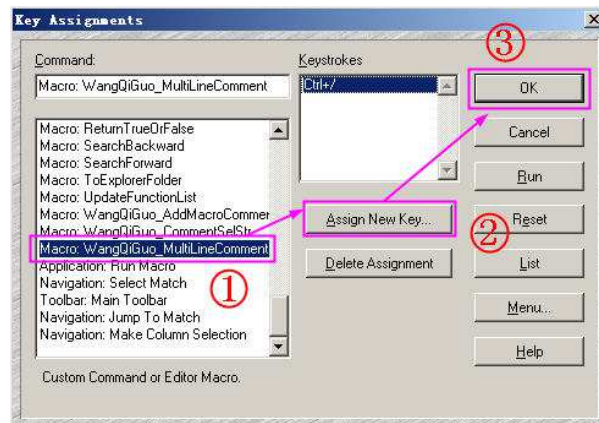 Key Assignments
③
Command:
Keystrokes
Macro: WangQiGuo_MultiLineComment
Ctrl+/
OK
Macro: ReturnTrueOrFalse
Macro: SearchBackward
Macro: SearchForward
Macro: ToExplorerFolder
Macro: UpdateFunctionList
Macro: WangQiGuo_AddMacroCommer
Macro: WangQiGuo_CommentSelStr
Macro: WangQiGuo_MultiLineComment
Application: Run Macro
Navigation: Select Match
Toolbar: Main Toolbar
Navigation: Jump To Match
Navigation: Make Column Selection
①
Cancel
Run
Assign New Key...
②
Reset
Delete Assignment
List
Menu...
Help
Custom Command or Editor Macro.